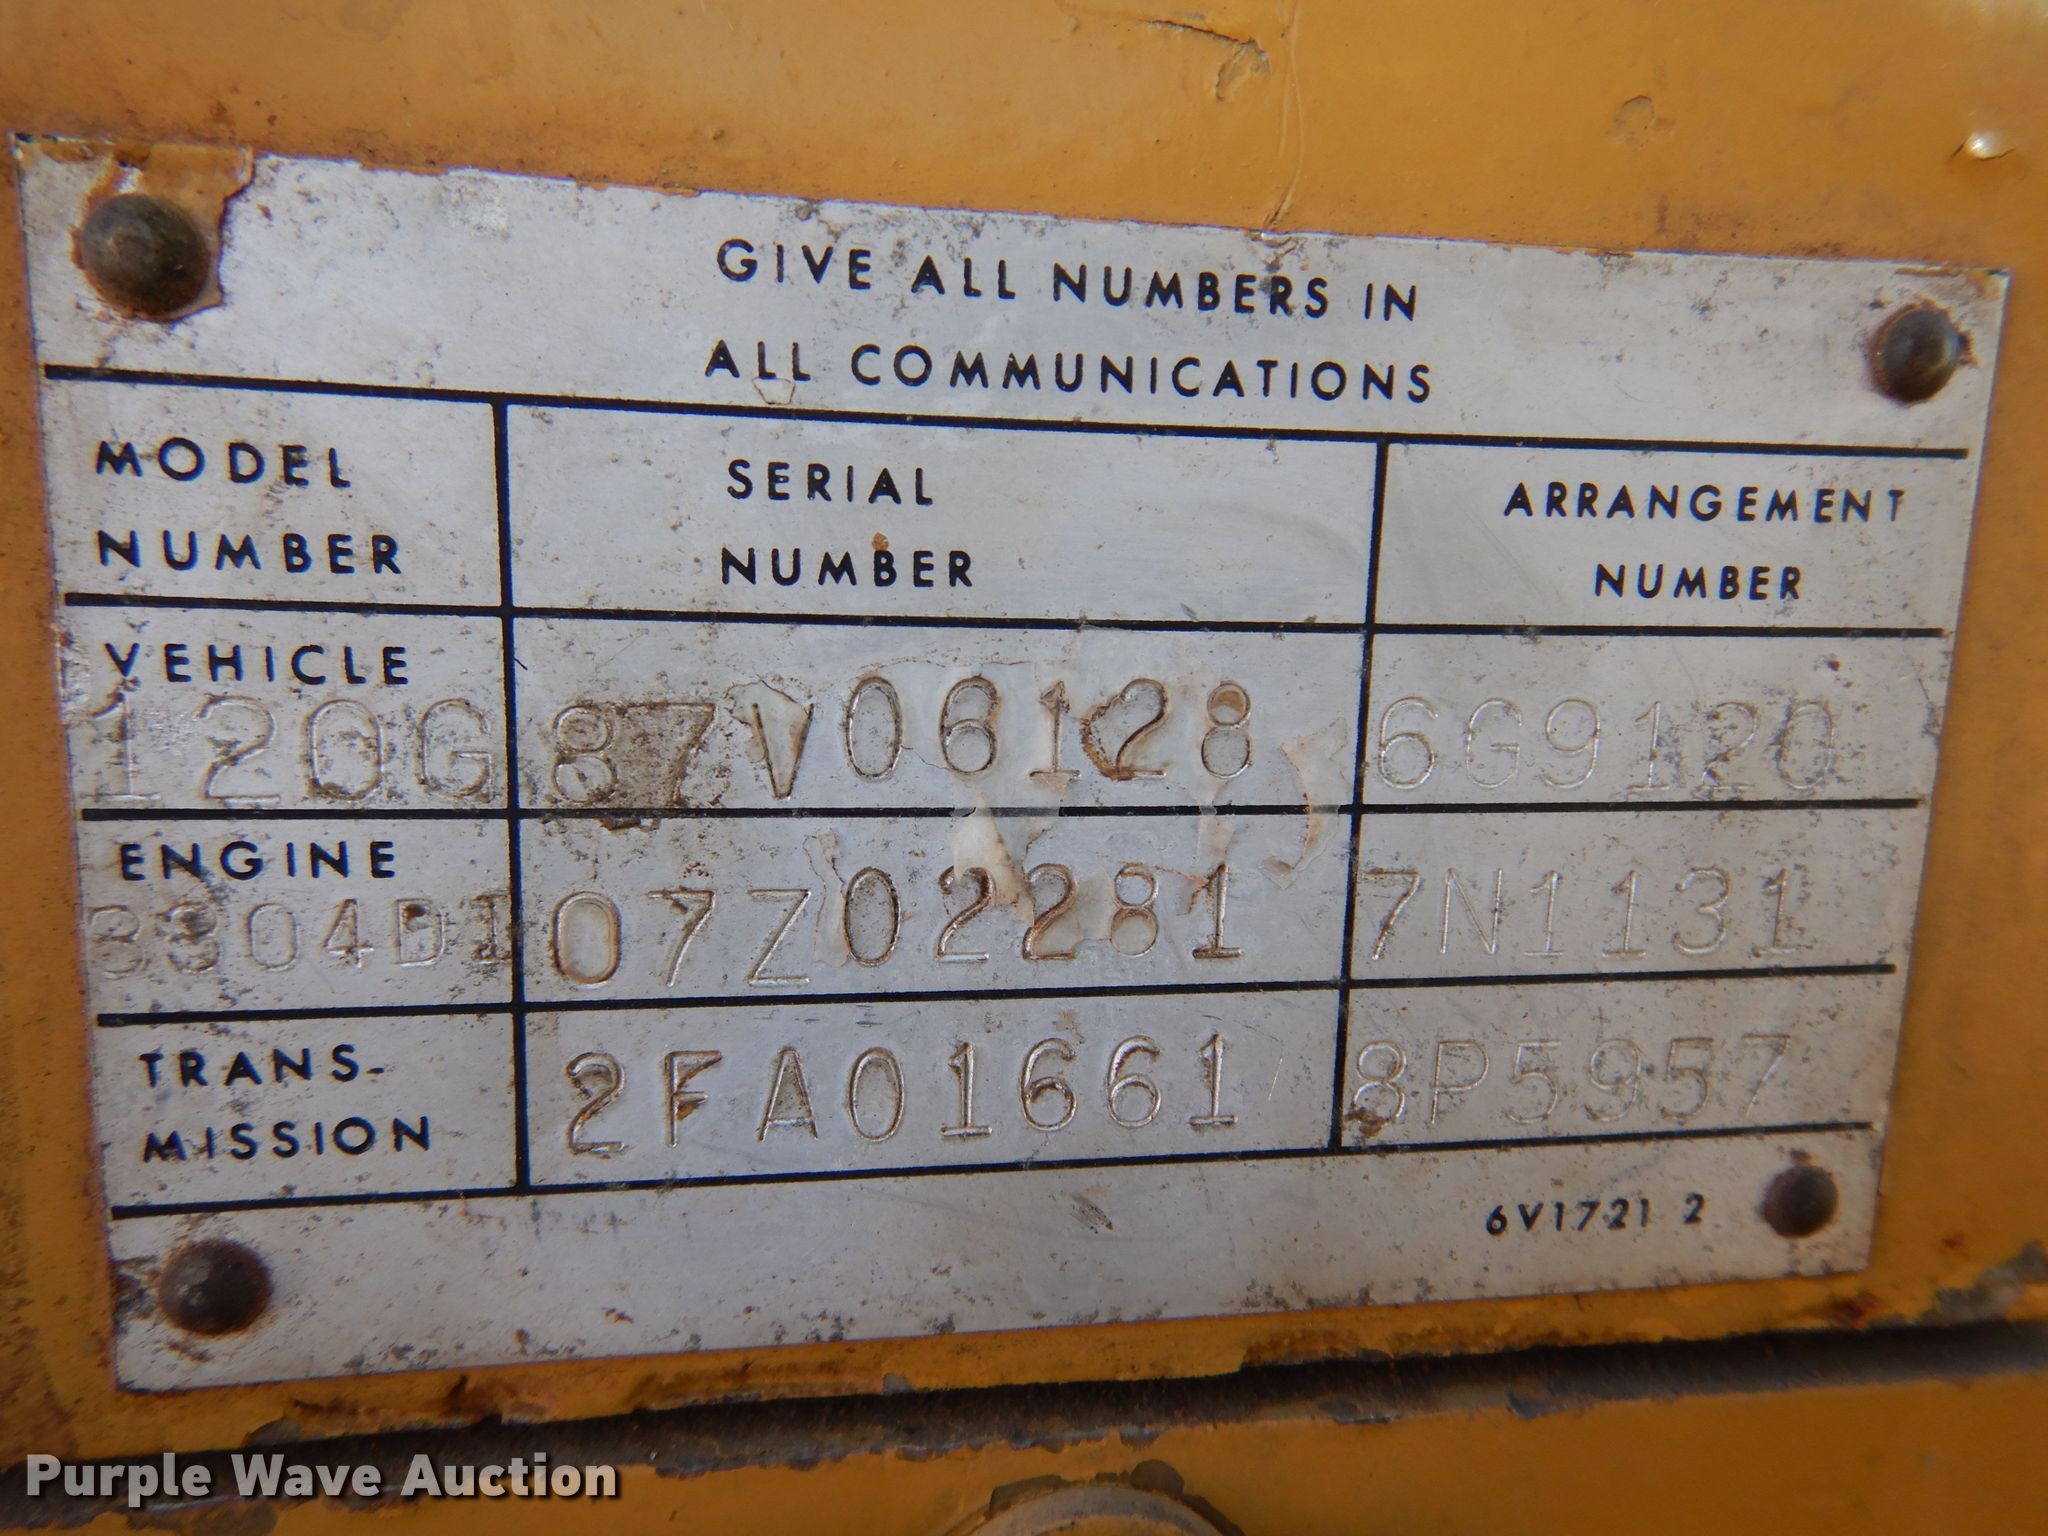 GIVE ALL NUMBERS IN
ALL COMMUNICATIONS
MODEL
NUMBER
SERIAL
NUMBER
ARRANGEMENT
NUMBER
VEHICLE
120G 87V06128 6G9120
ENGINE
3304DI 07Z02281 7N1131
TRANS-
MISSION
2FA01661 8P5957
6V1721 2
Purple Wave Auction